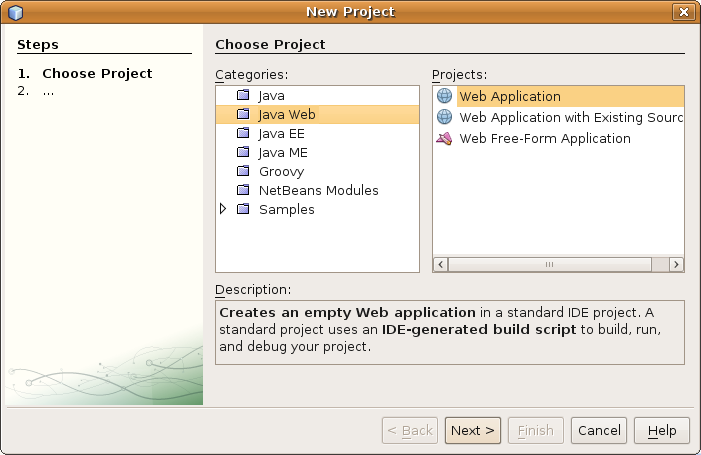 New Project
Steps
1. Choose Project
2. ...
Choose Project
Categories:
Java
Java Web
Java EE
Java ME
Groovy
NetBeans Modules
Samples
Projects:
Web Application
Web Application with Existing Sourc
Web Free-Form Application
Description:
Creates an empty Web application in a standard IDE project. A
standard project uses an IDE-generated build script to build, run,
and debug your project.
< Back
Next >
Finish
Cancel
Help